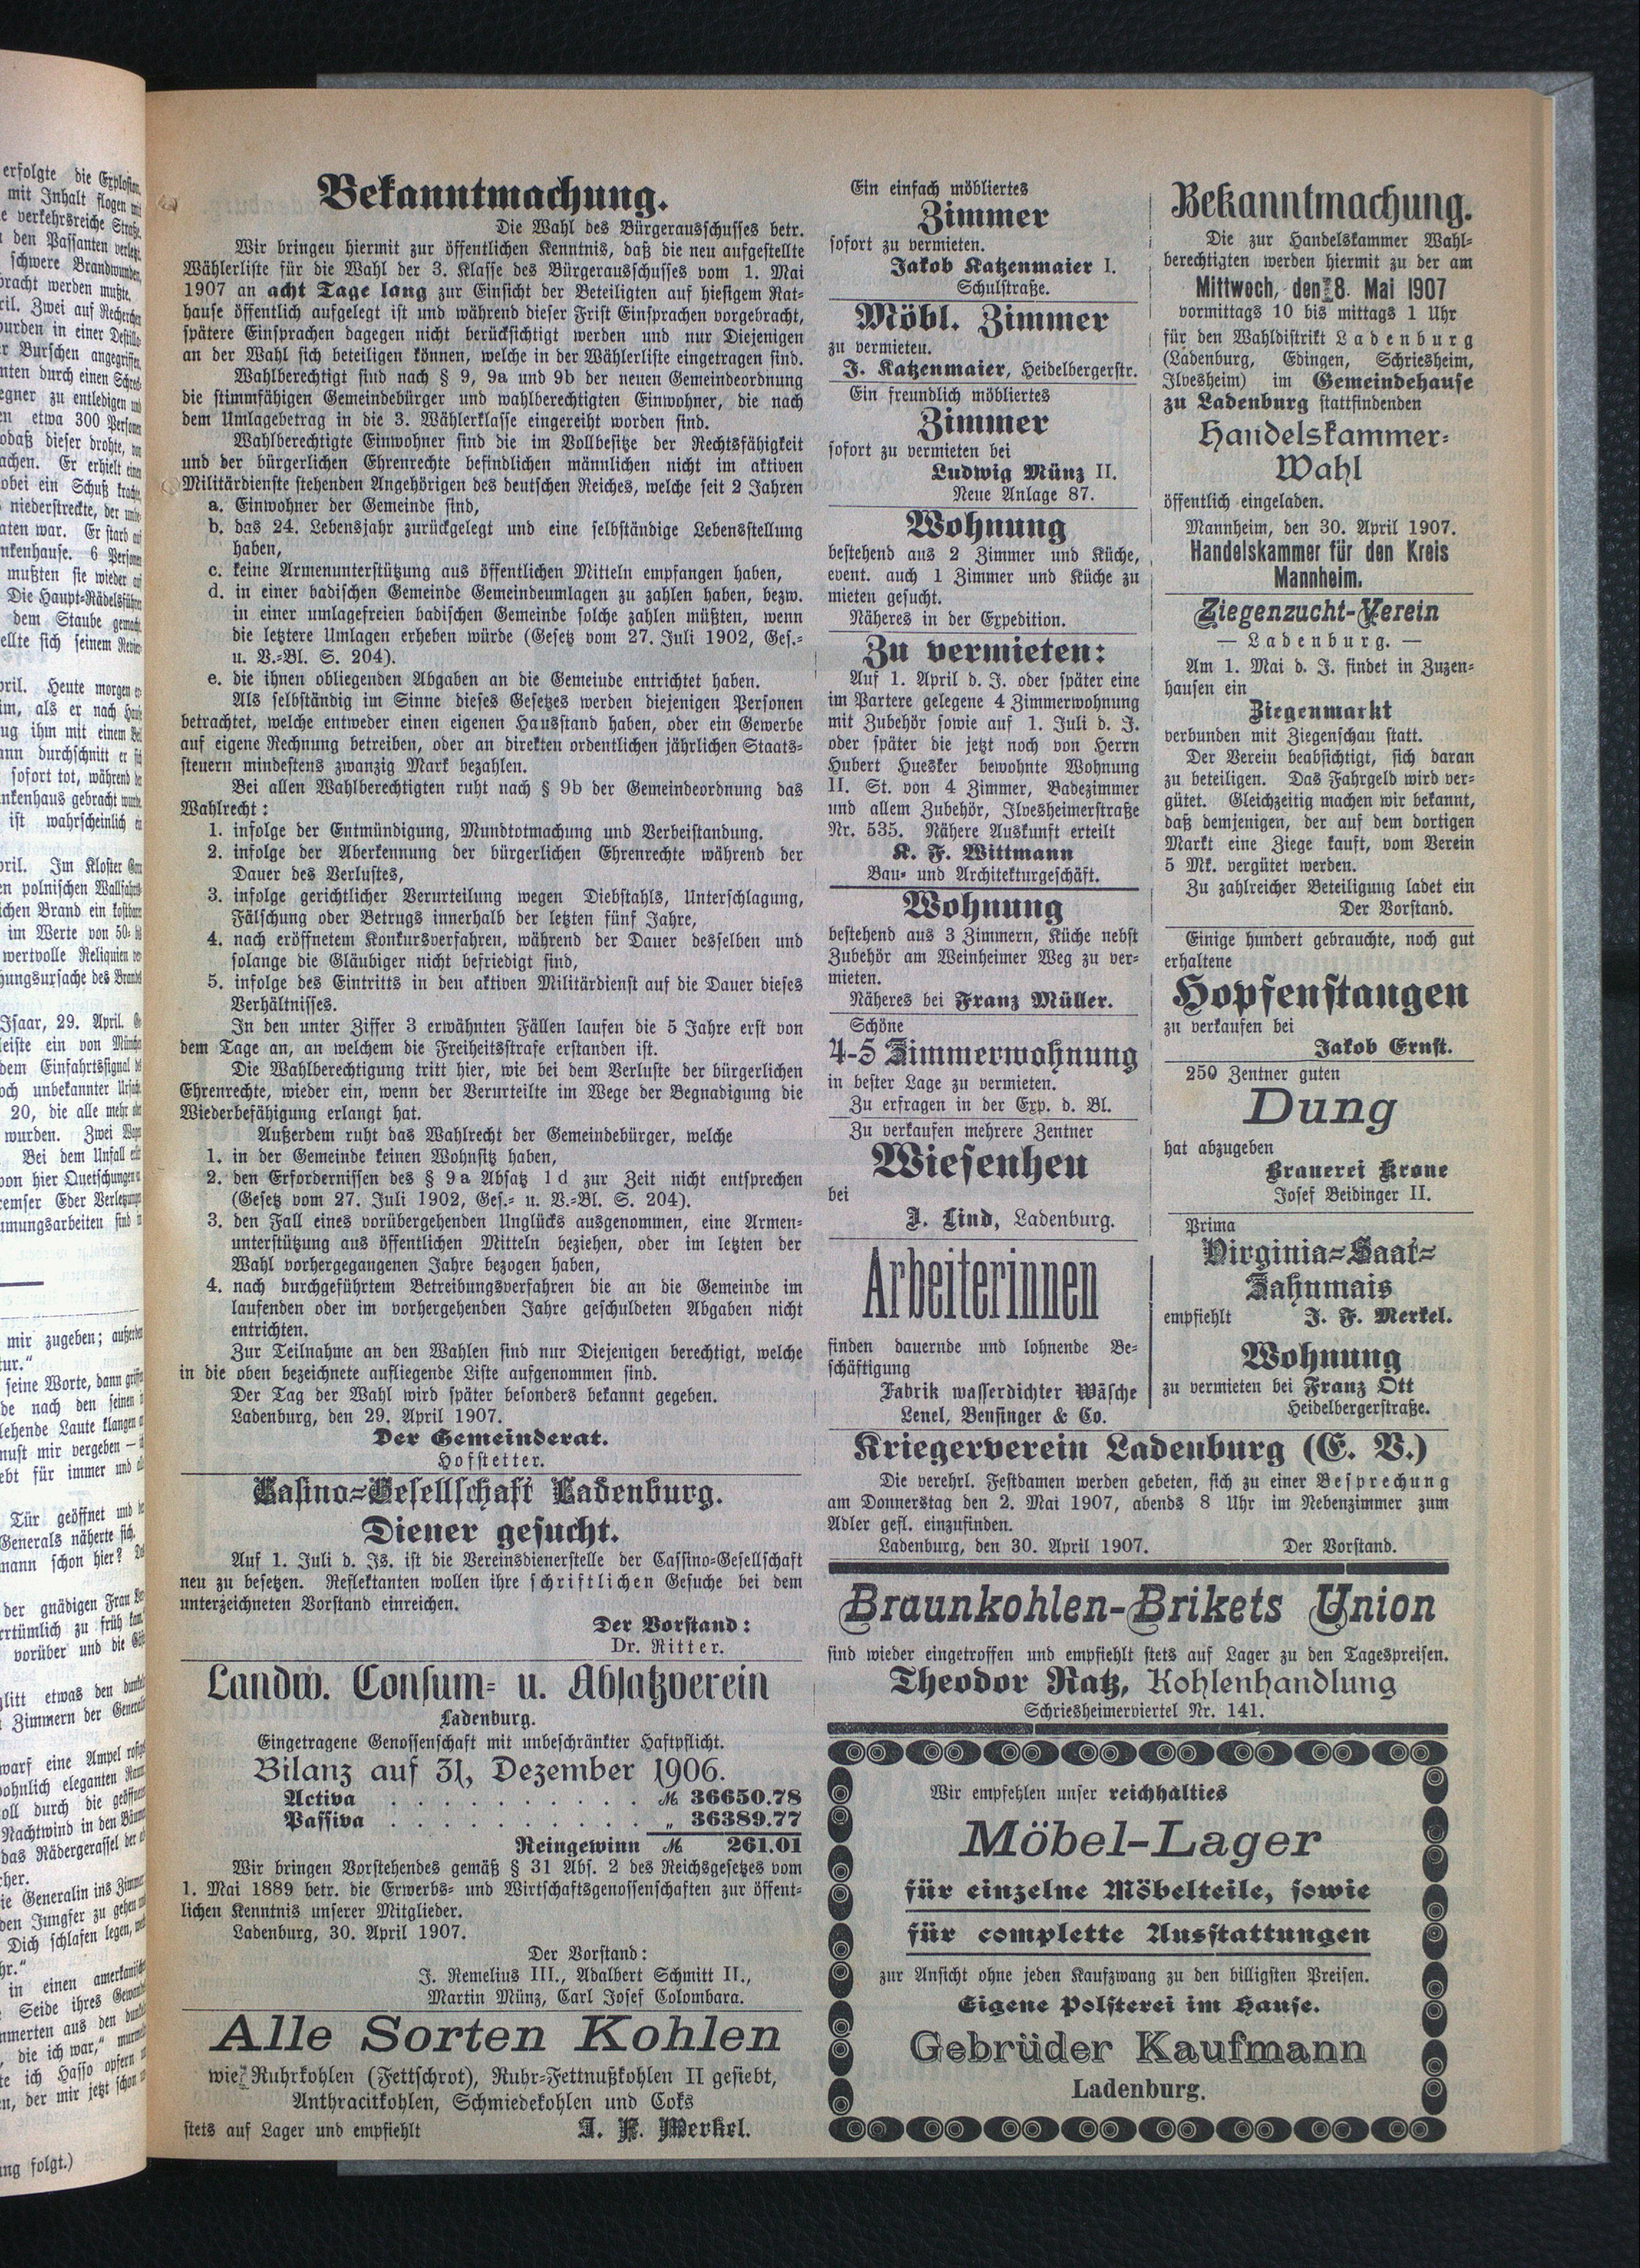 Bekanntmachung.
Die Wahl des Bürgerausschusses betr.
Wir bringen hiermit zur öffentlichen Kenntnis, daß die neu aufgestellte
Wählerliste für die Wahl der 3. Klasse des Bürgerausschusses vom 1. Mai
1907 an acht Tage lang zur Einsicht der Beteiligten auf hiesigem Rat-
hause öffentlich aufgelegt ist und während dieser Frist Einsprachen vorgebracht,
spätere Einsprachen dagegen nicht berücksichtigt werden und nur Diejenigen
an der Wahl sich beteiligen können, welche in der Wählerliste eingetragen sind.
Wahlberechtigt sind nach § 9, 9a und 9b der neuen Gemeindeordnung
die stimmfähigen Gemeindebürger und wahlberechtigten Einwohner, die nach
dem Umlagebetrag in die 3. Wählerklasse eingereiht worden sind.
Wahlberechtigte Einwohner sind die im Vollbesitze der Rechtsfähigkeit
und der bürgerlichen Ehrenrechte befindlichen männlichen nicht im aktiven
Militärdienste stehenden Angehörigen des deutschen Reiches, welche seit 2 Jahren
a. Einwohner der Gemeinde sind,
b. das 24. Lebensjahr zurückgelegt und eine selbständige Lebensstellung
haben,
c. keine Armenunterstützung aus öffentlichen Mitteln empfangen haben,
d. in einer badischen Gemeinde Gemeindeumlagen zu zahlen haben, bezw.
in einer umlagefreien badischen Gemeinde solche zahlen müßten, wenn
die letztere Umlagen erheben würde (Gesetz vom 27. Juli 1902, Ges.-
u. V.-Bl. S. 204).
e. die ihnen obliegenden Abgaben an die Gemeinde entrichtet haben.
Als selbständig im Sinne dieses Gesetzes werden diejenigen Personen
betrachtet, welche entweder einen eigenen Hausstand haben, oder ein Gewerbe
auf eigene Rechnung betreiben, oder an direkten ordentlichen jährlichen Staats-
steuern mindestens zwanzig Mark bezahlen.
Bei allen Wahlberechtigten ruht nach § 9b der Gemeindeordnung das
Wahlrecht:
1. infolge der Entmündigung, Mundtotmachung und Verbeistandung.
2. infolge der Aberkennung der bürgerlichen Ehrenrechte während der
Dauer des Verlustes,
3. infolge gerichtlicher Verurteilung wegen Diebstahls, Unterschlagung,
Fälschung oder Betrugs innerhalb der letzten fünf Jahre,
4. nach eröffnetem Konkursverfahren, während der Dauer desselben und
solange die Gläubiger nicht befriedigt sind,
5. infolge des Eintritts in den aktiven Militärdienst auf die Dauer dieses
Verhältnisses.
In den unter Ziffer 3 erwähnten Fällen laufen die 5 Jahre erst von
dem Tage an, an welchem die Freiheitsstrafe erstanden ist.
Die Wahlberechtigung tritt hier, wie bei dem Verluste der bürgerlichen
Ehrenrechte, wieder ein, wenn der Verurteilte im Wege der Begnadigung die
Wiederbefähigung erlangt hat.
Außerdem ruht das Wahlrecht der Gemeindebürger, welche
1. in der Gemeinde keinen Wohnsitz haben,
2. den Erfordernissen des § 9a Absatz 1d zur Zeit nicht entsprechen
(Gesetz vom 27. Juli 1902, Ges.- u. V.-Bl. S. 204).
3. den Fall eines vorübergehenden Unglücks ausgenommen, eine Armen-
unterstützung aus öffentlichen Mitteln beziehen, oder im letzten der
Wahl vorhergegangenen Jahre bezogen haben,
4. nach durchgeführtem Betreibungsverfahren die an die Gemeinde im
laufenden oder im vorhergehenden Jahre geschuldeten Abgaben nicht
entrichten.
Zur Teilnahme an den Wahlen sind nur Diejenigen berechtigt, welche
in die oben bezeichnete aufliegende Liste aufgenommen sind.
Der Tag der Wahl wird später besonders bekannt gegeben.
Ladenburg, den 29. April 1907.
Der Gemeinderat.
Hofstetter.
Casino-Gesellschaft Ladenburg.
Diener gesucht.
Auf 1. Juli d. Js. ist die Vereinsdienerstelle der Cassino-Gesellschaft
neu zu besetzen. Reflektanten wollen ihre schriftlichen Gesuche bei dem
unterzeichneten Vorstand einreichen.
Der Vorstand:
Dr. Ritter.
Landw. Consum- u. Absatzverein
Ladenburg.
Eingetragene Genossenschaft mit unbeschränkter Haftpflicht.
Bilanz auf 31, Dezember 1906.
Activa . . . . . . . . . . ℳ 36650.78
Passiva . . . . . . . . . . „ 36389.77
Reingewinn ℳ 261.01
Wir bringen Vorstehendes gemäß § 31 Abs. 2 des Reichsgesetzes vom
1. Mai 1889 betr. die Erwerbs- und Wirtschaftsgenossenschaften zur öffent-
lichen Kenntnis unserer Mitglieder.
Ladenburg, 30. April 1907.
Der Vorstand:
J. Remelius III., Adalbert Schmitt II.,
Martin Münz, Carl Josef Colombara.
Alle Sorten Kohlen
wie Ruhrkohlen (Fettschrot), Ruhr-Fettnußkohlen II gesiebt,
Anthracitkohlen, Schmiedekohlen und Coks
stets auf Lager und empfiehlt J. F. Merkel.
Ein einfach möbliertes
Zimmer
sofort zu vermieten.
Jakob Katzenmaier I.
Schulstraße.
Möbl. Zimmer
zu vermieten.
J. Katzenmaier, Heidelbergerstr.
Ein freundlich möbliertes
Zimmer
sofort zu vermieten bei
Ludwig Münz II.
Neue Anlage 87.
Wohnung
bestehend aus 2 Zimmer und Küche,
event. auch 1 Zimmer und Küche zu
mieten gesucht.
Näheres in der Expedition.
Zu vermieten:
Auf 1. April d. J. oder später eine
im Partere gelegene 4 Zimmerwohnung
mit Zubehör sowie auf 1. Juli d. J.
oder später die jetzt noch von Herrn
Hubert Huesker bewohnte Wohnung
II. St. von 4 Zimmer, Badezimmer
und allem Zubehör, Ilvesheimerstraße
Nr. 535. Nähere Auskunft erteilt
K. F. Wittmann
Bau- und Architekturgeschäft.
Wohnung
bestehend aus 3 Zimmern, Küche nebst
Zubehör am Weinheimer Weg zu ver-
mieten.
Näheres bei Franz Müller.
Schöne
4-5 Zimmerwohnung
in bester Lage zu vermieten.
Zu erfragen in der Exp. d. Bl.
Zu verkaufen mehrere Zentner
Wiesenheu
bei
J. Lind, Ladenburg.
Arbeiterinnen
finden dauernde und lohnende Be-
schäftigung
Fabrik wasserdichter Wäsche
Lenel, Bensinger & Co.
Bekanntmachung.
Die zur Handelskammer Wahl-
berechtigten werden hiermit zu der am
Mittwoch, den 8. Mai 1907
vormittags 10 bis mittags 1 Uhr
für den Wahldistrikt Ladenburg
(Ladenburg, Edingen, Schriesheim,
Ilvesheim) im Gemeindehause
zu Ladenburg stattfindenden
Handelskammer-
Wahl
öffentlich eingeladen.
Mannheim, den 30. April 1907.
Handelskammer für den Kreis
Mannheim.
Ziegenzucht-Verein
— Ladenburg. —
Am 1. Mai d. J. findet in Zuzen-
hausen ein
Ziegenmarkt
verbunden mit Ziegenschau statt.
Der Verein beabsichtigt, sich daran
zu beteiligen. Das Fahrgeld wird ver-
gütet. Gleichzeitig machen wir bekannt,
daß demjenigen, der auf dem dortigen
Markt eine Ziege kauft, vom Verein
5 Mk. vergütet werden.
Zu zahlreicher Beteiligung ladet ein
Der Vorstand.
Einige hundert gebrauchte, noch gut
erhaltene
Hopfenstangen
zu verkaufen bei
Jakob Ernst.
250 Zentner guten
Dung
hat abzugeben
Brauerei Krone
Josef Beidinger II.
Prima
Virginia-Saat-
Zahnmais
empfiehlt J. F. Merkel.
Wohnung
zu vermieten bei Franz Ott
Heidelbergerstraße.
Kriegerverein Ladenburg (E. V.)
Die verehrl. Festdamen werden gebeten, sich zu einer Besprechung
am Donnerstag den 2. Mai 1907, abends 8 Uhr im Nebenzimmer zum
Adler gefl. einzufinden.
Ladenburg, den 30. April 1907. Der Vorstand.
Braunkohlen-Brikets Union
sind wieder eingetroffen und empfiehlt stets auf Lager zu den Tagespreisen.
Theodor Ratz, Kohlenhandlung
Schriesheimerviertel Nr. 141.
Wir empfehlen unser reichhalties
Möbel-Lager
für einzelne Möbelteile, sowie
für complette Ausstattungen
zur Ansicht ohne jeden Kaufzwang zu den billigsten Preisen.
Eigene Polsterei im Hause.
Gebrüder Kaufmann
Ladenburg.